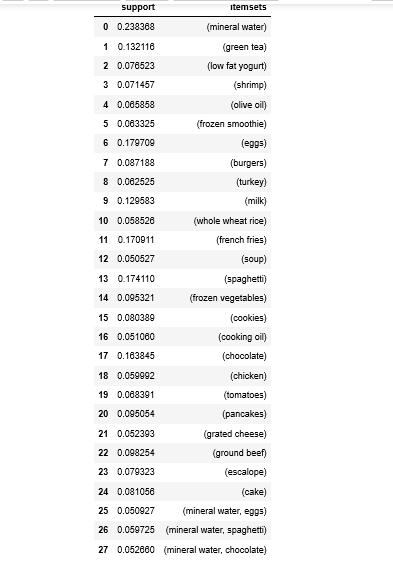 support itemsets
0 0.238368 (mineral water)
1 0.132116 (green tea)
2 0.076523 (low fat yogurt)
3 0.071457 (shrimp)
4 0.065858 (olive oil)
5 0.063325 (frozen smoothie)
6 0.179709 (eggs)
7 0.087188 (burgers)
8 0.062525 (turkey)
9 0.129583 (milk)
10 0.058526 (whole wheat rice)
11 0.170911 (french fries)
12 0.050527 (soup)
13 0.174110 (spaghetti)
14 0.095321 (frozen vegetables)
15 0.080389 (cookies)
16 0.051060 (cooking oil)
17 0.163845 (chocolate)
18 0.059992 (chicken)
19 0.068391 (tomatoes)
20 0.095054 (pancakes)
21 0.052393 (grated cheese)
22 0.098254 (ground beef)
23 0.079323 (escalope)
24 0.081056 (cake)
25 0.050927 (mineral water, eggs)
26 0.059725 (mineral water, spaghetti)
27 0.052660 (mineral water, chocolate)